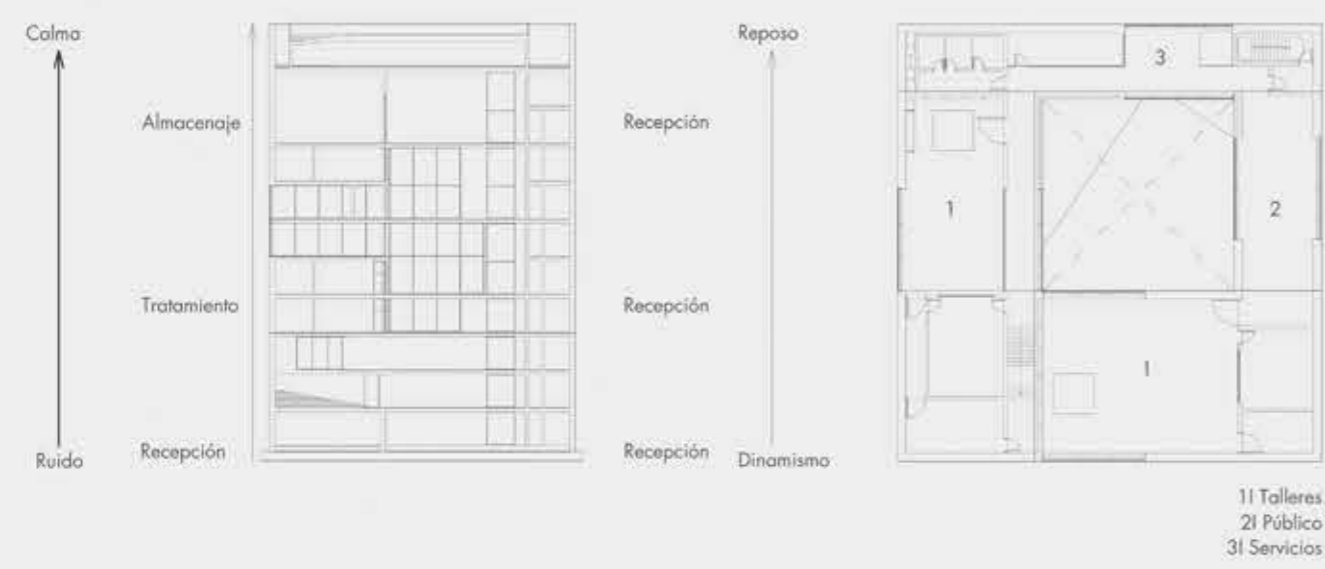 Calma
Reposo
3
Almacenaje
Recepción
1
2
Tratamiento
Recepción
1
Recepción
Recepción
Ruido
Dinamismo
1| Talleres
2| Público
3| Servicios